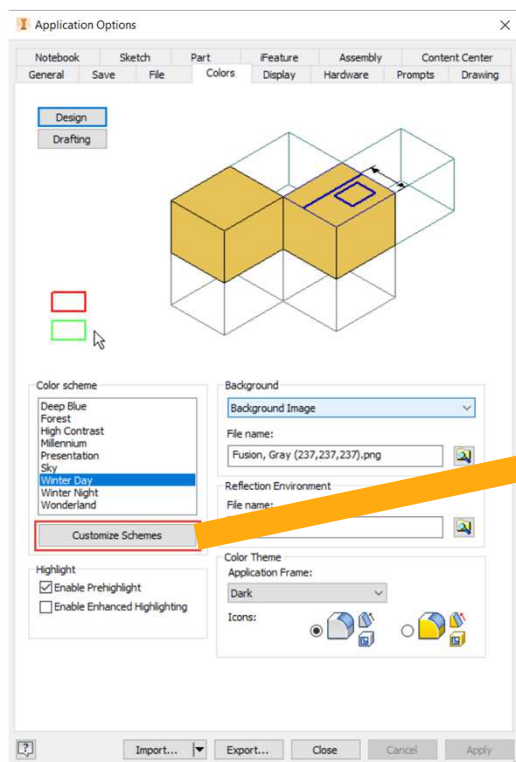 Application Options
Notebook Sketch Part iFeature Assembly Content Center
General Save File Colors Display Hardware Prompts Drawing
Design
Drafting
Color scheme
Deep Blue
Forest
High Contrast
Millennium
Presentation
Sky
Winter Day
Winter Night
Wonderland
Customize Schemes
Background
Background Image
File name:
Fusion, Gray (237,237,237).png
Reflection Environment
File name:
Highlight
Enable Prehighlight
Enable Enhanced Highlighting
Color Theme
Application Frame:
Dark
Icons:
Import... Export... Close Cancel Apply